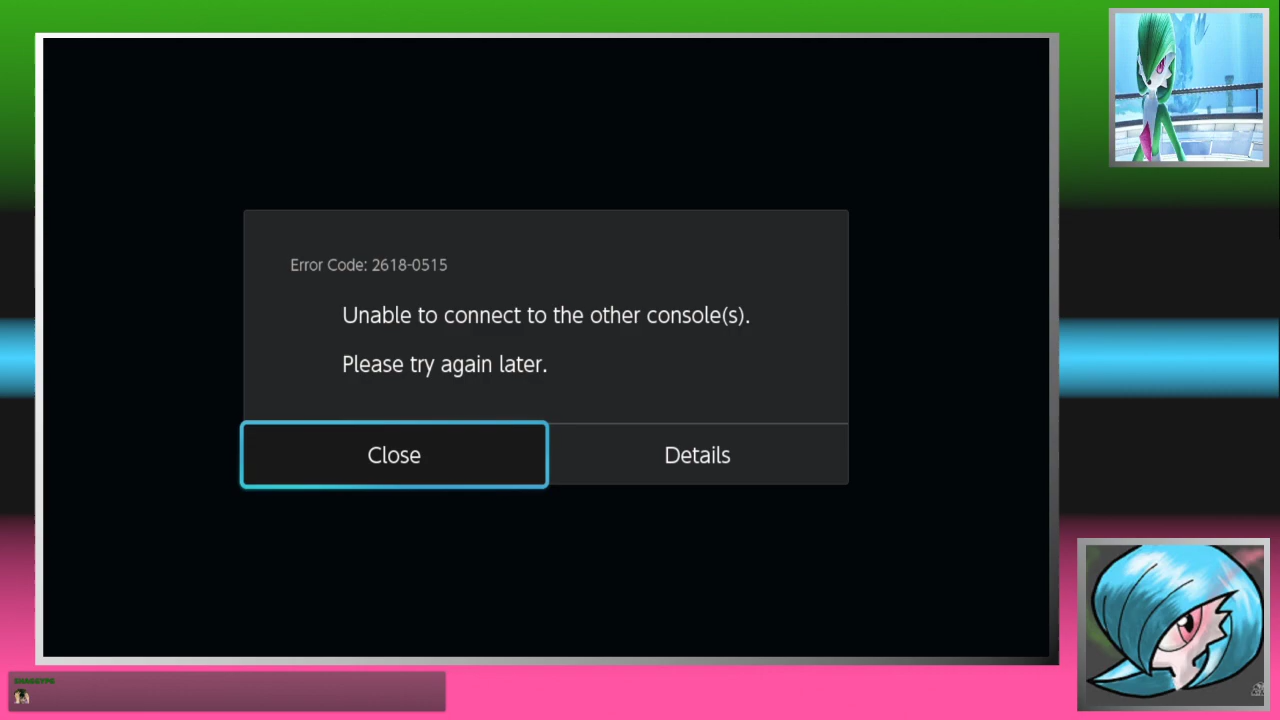 Error Code: 2618-0515
Unable to connect to the other console(s).
Please try again later.
Close
Details